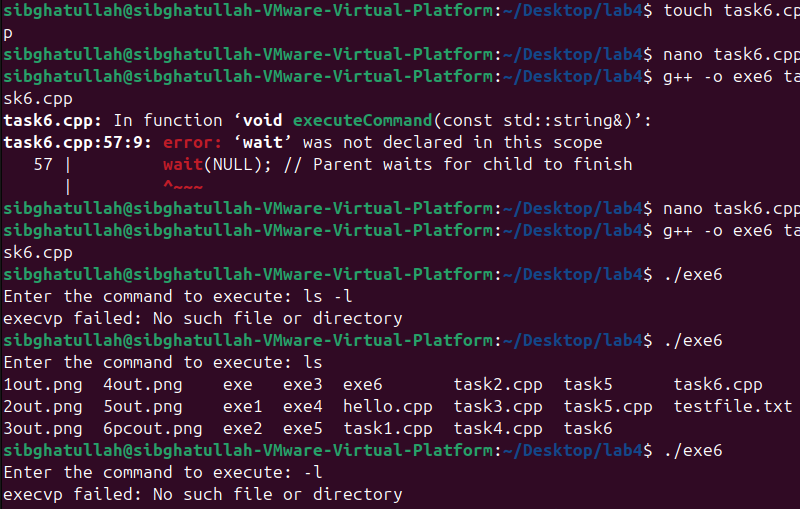 sibghatullah@sibghatullah-VMware-Virtual-Platform:~/Desktop/lab4$ touch task6.cp
p
sibghatullah@sibghatullah-VMware-Virtual-Platform:~/Desktop/lab4$ nano task6.cpp
sibghatullah@sibghatullah-VMware-Virtual-Platform:~/Desktop/lab4$ g++ -o exe6 ta
sk6.cpp
task6.cpp: In function ‘void executeCommand(const std::string&)’:
task6.cpp:57:9: error: ‘wait’ was not declared in this scope
   57 |         wait(NULL); // Parent waits for child to finish
      |         ^~~~
sibghatullah@sibghatullah-VMware-Virtual-Platform:~/Desktop/lab4$ nano task6.cpp
sibghatullah@sibghatullah-VMware-Virtual-Platform:~/Desktop/lab4$ g++ -o exe6 ta
sk6.cpp
sibghatullah@sibghatullah-VMware-Virtual-Platform:~/Desktop/lab4$ ./exe6
Enter the command to execute: ls -l
execvp failed: No such file or directory
sibghatullah@sibghatullah-VMware-Virtual-Platform:~/Desktop/lab4$ ./exe6
Enter the command to execute: ls
1out.png  4out.png    exe   exe3  exe6       task2.cpp  task5      task6.cpp
2out.png  5out.png    exe1  exe4  hello.cpp  task3.cpp  task5.cpp  testfile.txt
3out.png  6pcout.png  exe2  exe5  task1.cpp  task4.cpp  task6
sibghatullah@sibghatullah-VMware-Virtual-Platform:~/Desktop/lab4$ ./exe6
Enter the command to execute: -l
execvp failed: No such file or directory